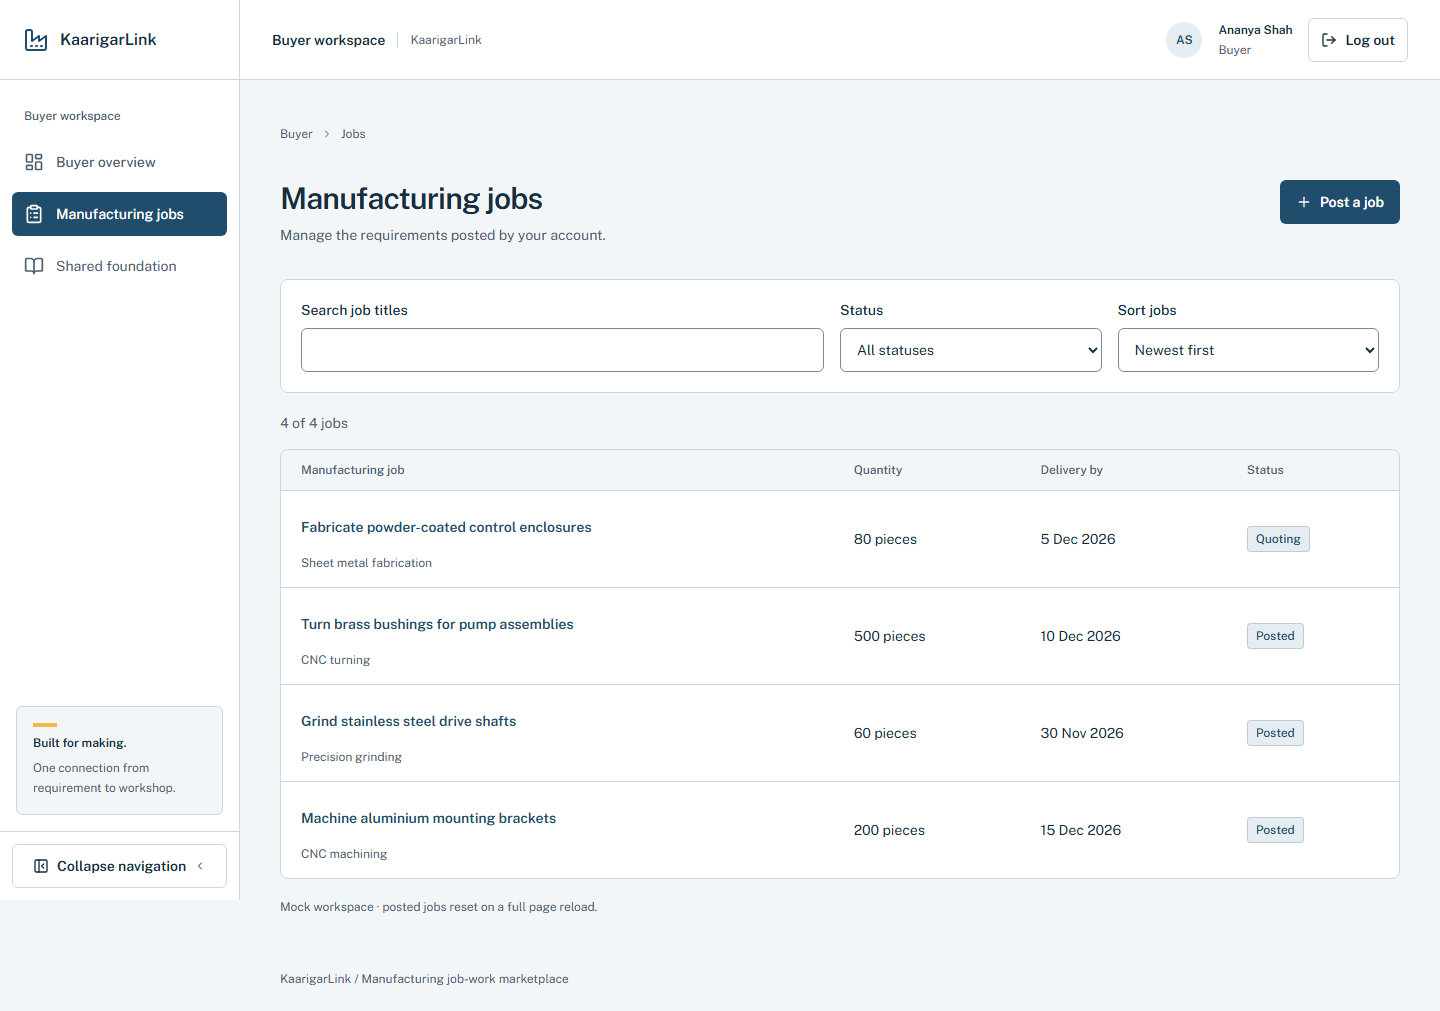 KaarigarLink
Buyer workspace
KaarigarLink
AS
Ananya Shah
Buyer
Log out
Buyer workspace
Buyer overview
Manufacturing jobs
Shared foundation
Built for making.
One connection from
requirement to workshop.
Collapse navigation
Buyer > Jobs
Manufacturing jobs
Manage the requirements posted by your account.
+ Post a job
Search job titles
Status
All statuses
Sort jobs
Newest first
4 of 4 jobs
Manufacturing job Quantity Delivery by Status
Fabricate powder-coated control enclosures
Sheet metal fabrication
80 pieces 5 Dec 2026 Quoting
Turn brass bushings for pump assemblies
CNC turning
500 pieces 10 Dec 2026 Posted
Grind stainless steel drive shafts
Precision grinding
60 pieces 30 Nov 2026 Posted
Machine aluminium mounting brackets
CNC machining
200 pieces 15 Dec 2026 Posted
Mock workspace · posted jobs reset on a full page reload.
KaarigarLink / Manufacturing job-work marketplace